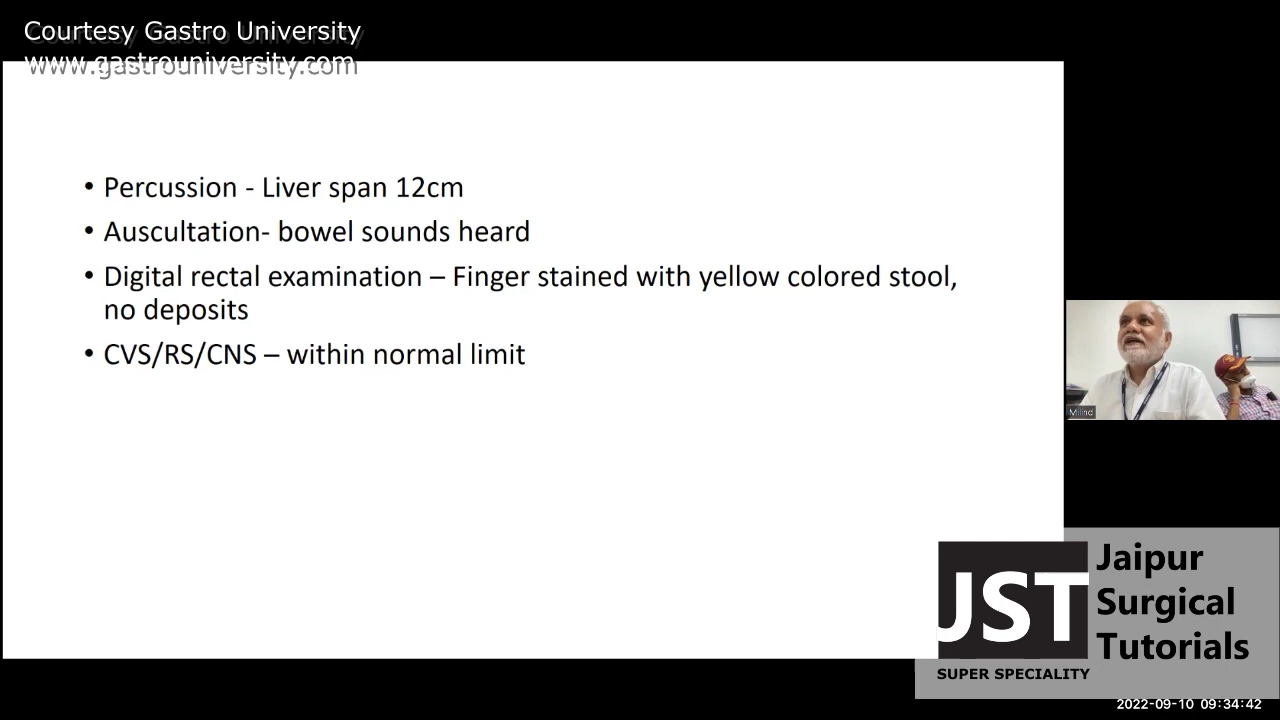 Courtesy Gastro University
www.gastrouniversity.com
• Percussion - Liver span 12cm
• Auscultation- bowel sounds heard
• Digital rectal examination – Finger stained with yellow colored stool,
no deposits
• CVS/RS/CNS – within normal limit
Milind
JST
SUPER SPECIALITY
Jaipur
Surgical
Tutorials
2022-09-10 09:34:42